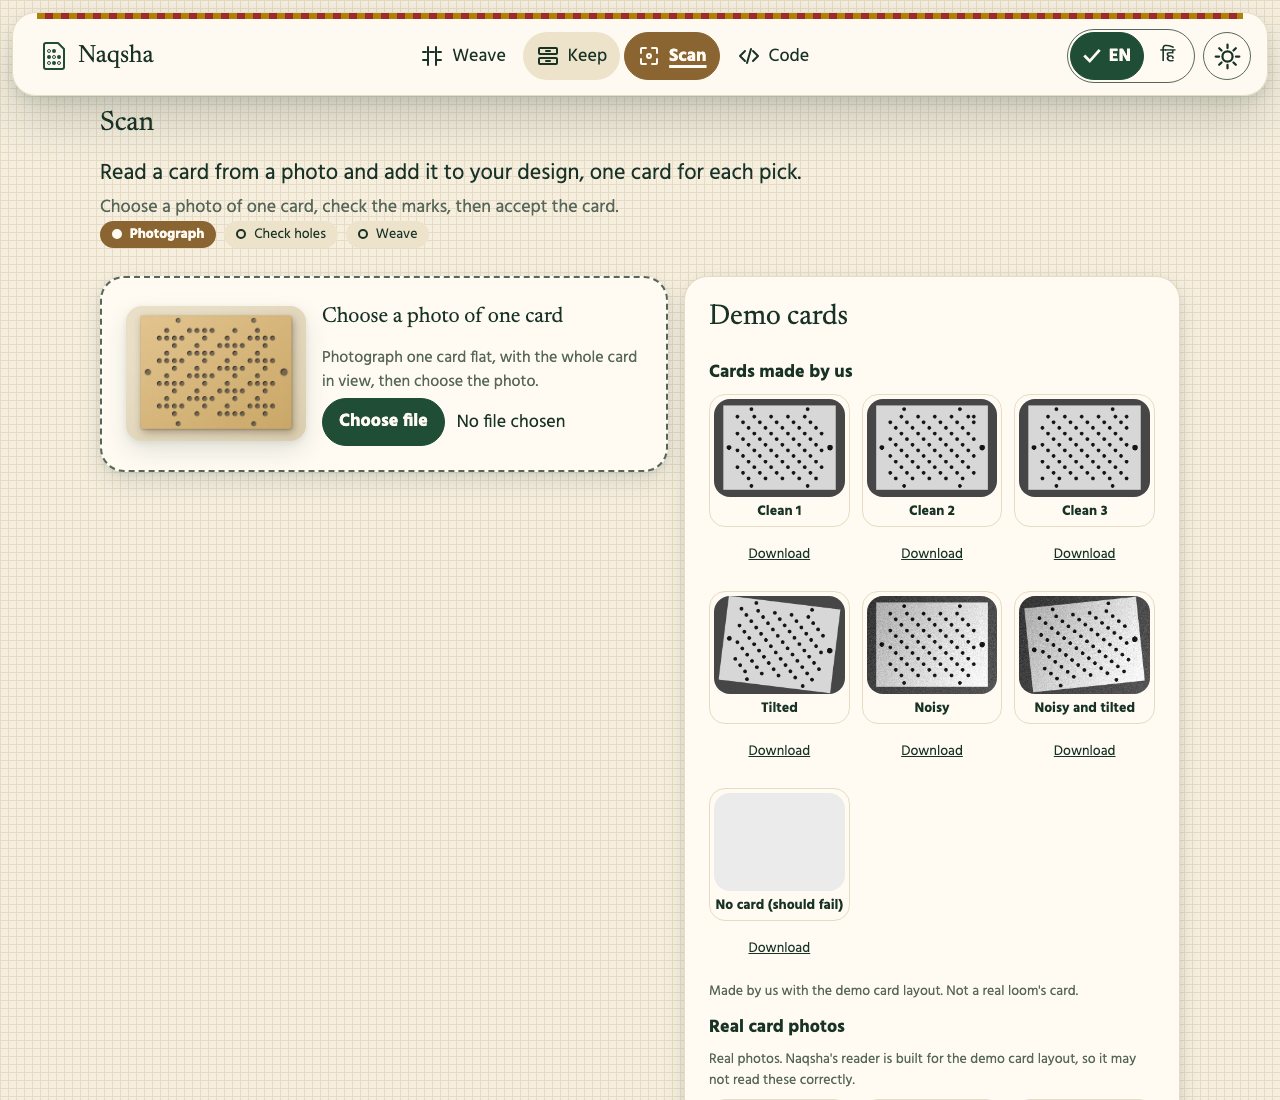 Naqsha
Weave
Keep
Scan
Code
EN
हि
Scan
Read a card from a photo and add it to your design, one card for each pick.
Choose a photo of one card, check the marks, then accept the card.
Photograph
Check holes
Weave
Choose a photo of one card
Photograph one card flat, with the whole card
in view, then choose the photo.
Choose file
No file chosen
Demo cards
Cards made by us
Clean 1
Clean 2
Clean 3
Download
Download
Download
Tilted
Noisy
Noisy and tilted
Download
Download
Download
No card (should fail)
Download
Made by us with the demo card layout. Not a real loom's card.
Real card photos
Real photos. Naqsha's reader is built for the demo card layout, so it may
not read these correctly.